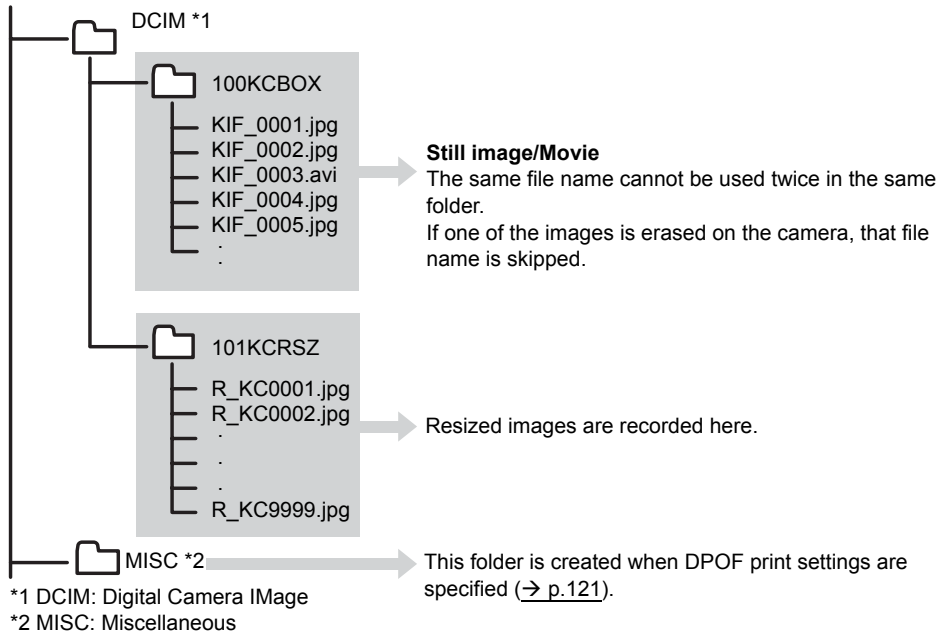 DCIM *1
100KCBOX
KIF_0001.jpg
KIF_0002.jpg
KIF_0003.avi
KIF_0004.jpg
KIF_0005.jpg
.
.
Still image/Movie
The same file name cannot be used twice in the same
folder.
If one of the images is erased on the camera, that file
name is skipped.
101KCRSZ
R_KC0001.jpg
R_KC0002.jpg
.
.
.
R_KC9999.jpg
Resized images are recorded here.
MISC *2
This folder is created when DPOF print settings are
specified (→ p.121).
*1 DCIM: Digital Camera IMage
*2 MISC: Miscellaneous